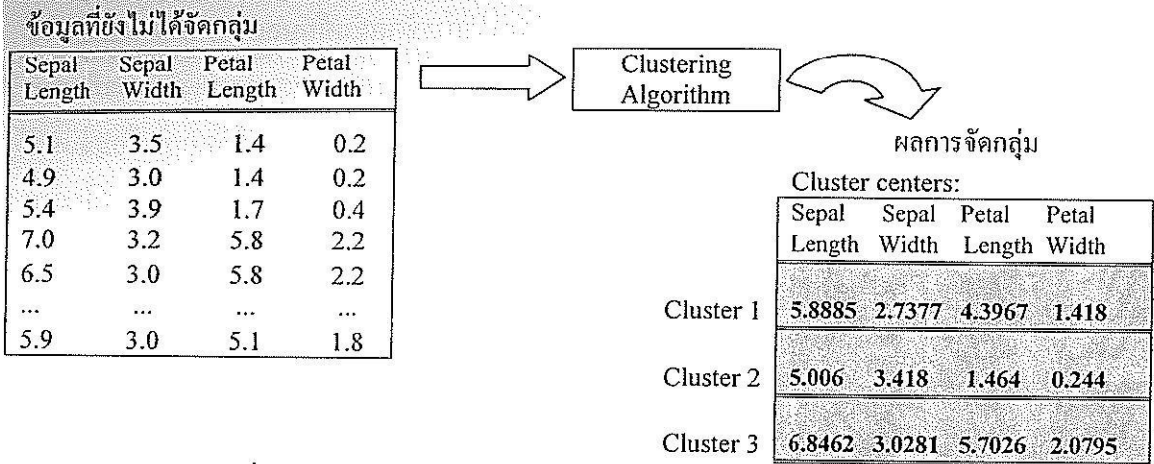 ข้อมูลที่ยังไม่ได้จัดกลุ่ม
Sepal Sepal Petal Petal
Length Width Length Width
5.1 3.5 1.4 0.2
4.9 3.0 1.4 0.2
5.4 3.9 1.7 0.4
7.0 3.2 5.8 2.2
6.5 3.0 5.8 2.2
... ... ... ...
5.9 3.0 5.1 1.8
Clustering
Algorithm
ผลการจัดกลุ่ม
Cluster centers:
Sepal Sepal Petal Petal
Length Width Length Width
Cluster 1 5.8885 2.7377 4.3967 1.418
Cluster 2 5.006 3.418 1.464 0.244
Cluster 3 6.8462 3.0281 5.7026 2.0795